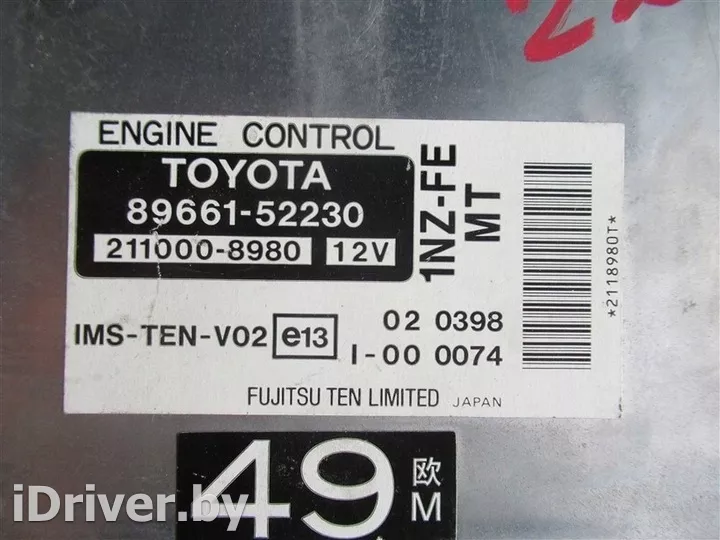 ENGINE CONTROL
TOYOTA
89661-52230
211000-8980 12V
1NZ-FE
MT
IMS-TEN-V02 e13
02 0398
I-00 0074
FUJITSU TEN LIMITED JAPAN
*2118980T*
49 欧M
iDriver.by